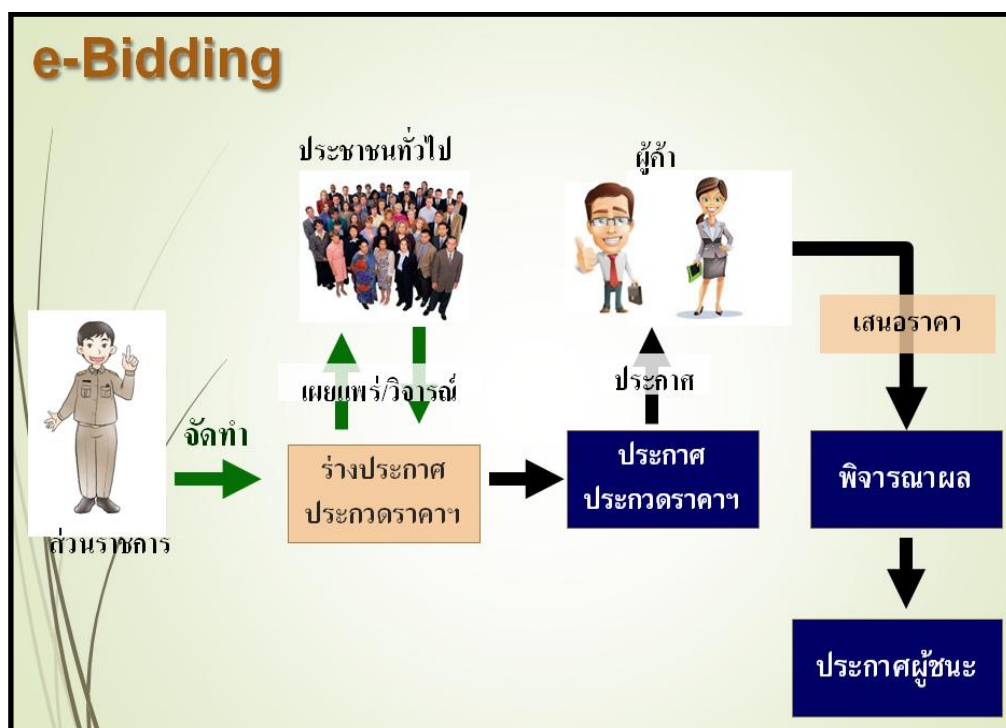 e-Bidding
ประชาชนทั่วไป
ผู้ค้า
เสนอราคา
เผยแพร่/วิจารณ์
ประกาศ
จัดทำ
ร่างประกาศ
ประกวดราคาฯ
ประกาศ
ประกวดราคาฯ
พิจารณาผล
ส่วนราชการ
ประกาศผู้ชนะ